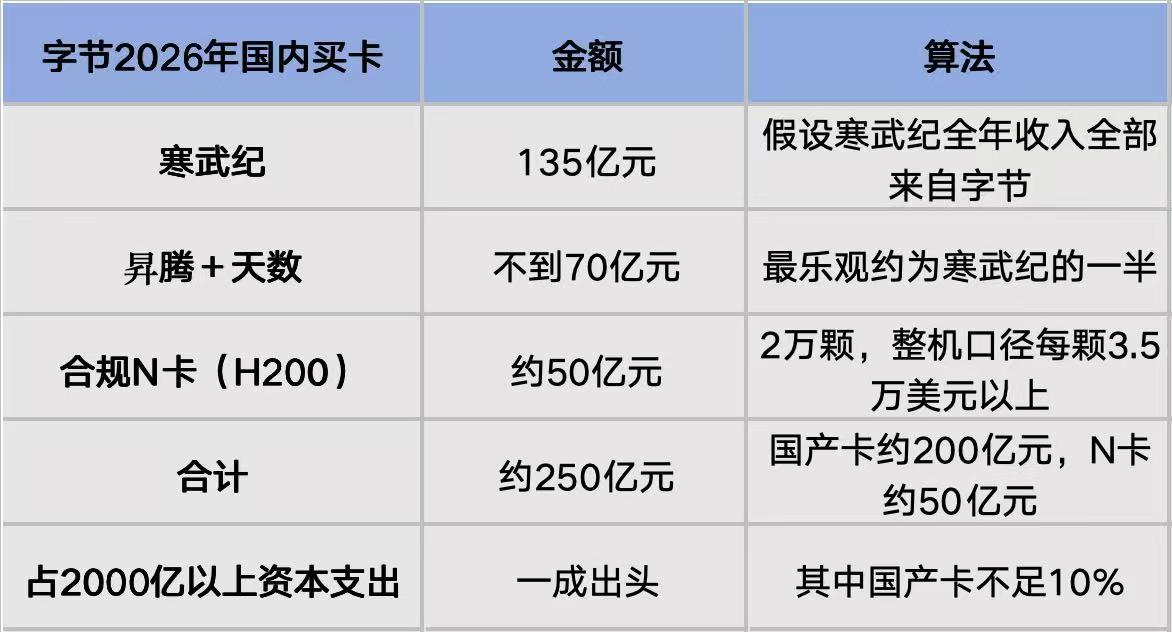 字节2026年国内买卡
金额
算法
寒武纪
135亿元
假设寒武纪全年收入全部
来自字节
昇腾＋天数
不到70亿元
最乐观约为寒武纪的一半
合规N卡（H200）
约50亿元
2万颗，整机口径每颗3.5
万美元以上
合计
约250亿元
国产卡约200亿元，N卡
约50亿元
占2000亿以上资本支出
一成出头
其中国产卡不足10%